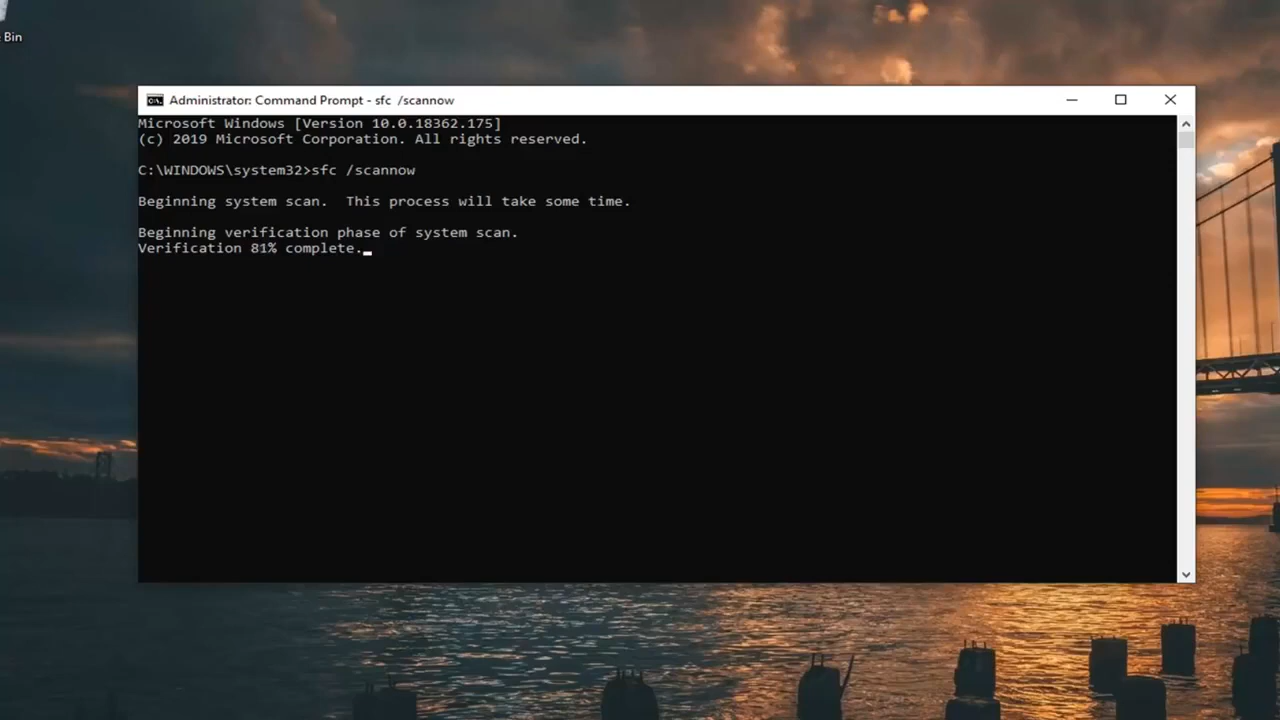 Bin
Administrator: Command Prompt - sfc  /scannow
Microsoft Windows [Version 10.0.18362.175]
(c) 2019 Microsoft Corporation. All rights reserved.
C:\WINDOWS\system32>sfc /scannow
Beginning system scan.  This process will take some time.
Beginning verification phase of system scan.
Verification 81% complete.